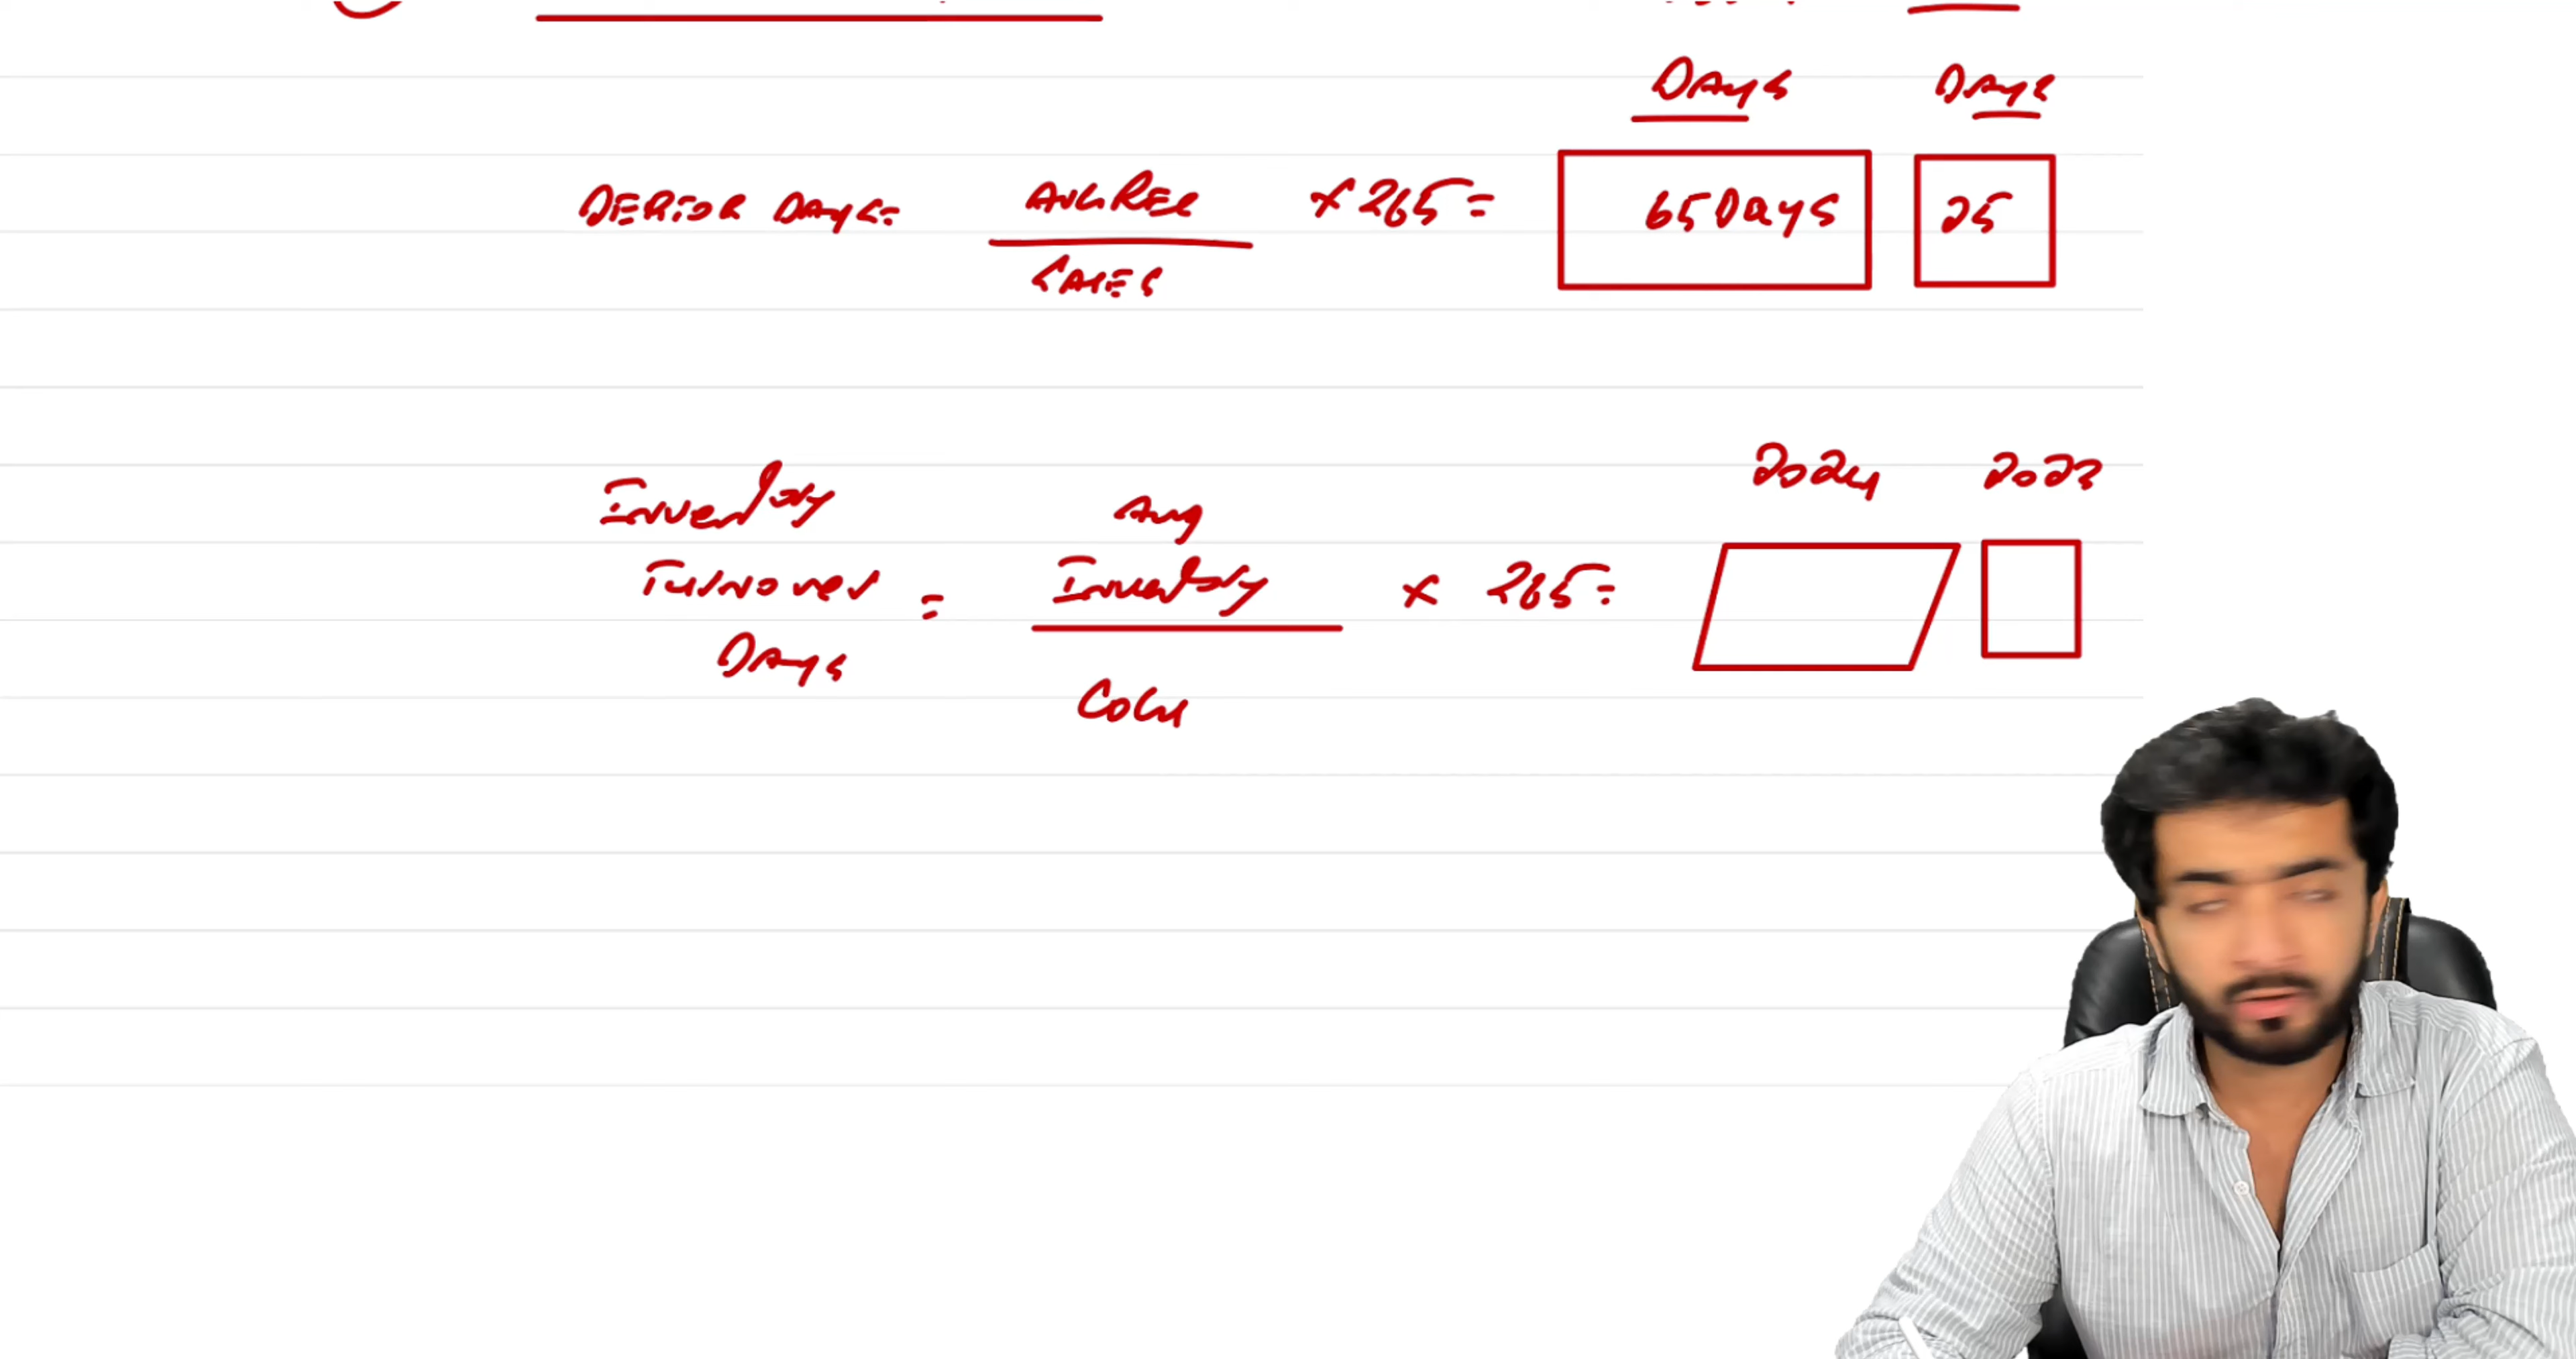 Days Days
DEBTOR DAYS = AVG REC × 365 = 65 Days 25
SALES
2024 2023
Inventory Avg
Turnover = Inventory × 365 =
Days
COGS